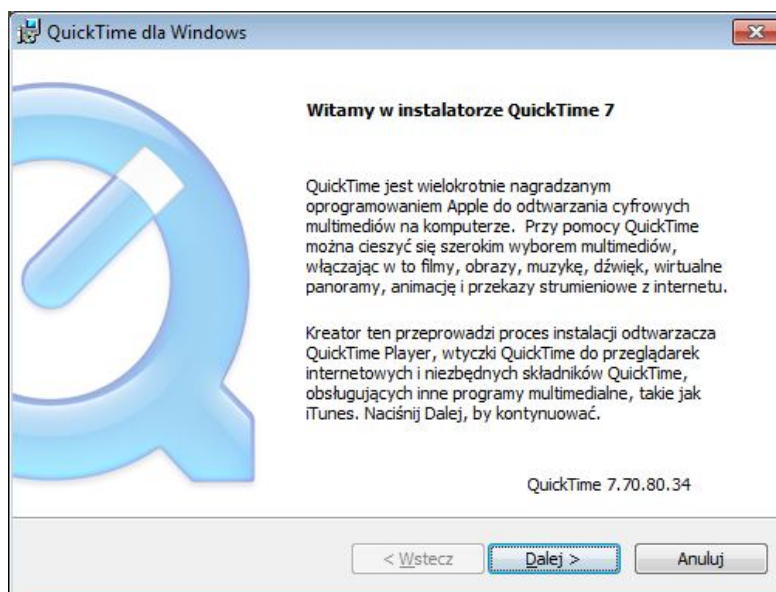 QuickTime dla Windows
Witamy w instalatorze QuickTime 7
QuickTime jest wielokrotnie nagradzanym
oprogramowaniem Apple do odtwarzania cyfrowych
multimediów na komputerze.  Przy pomocy QuickTime
można cieszyć się szerokim wyborem multimediów,
włączając w to filmy, obrazy, muzykę, dźwięk, wirtualne
panoramy, animację i przekazy strumieniowe z internetu.
Kreator ten przeprowadzi proces instalacji odtwarzacza
QuickTime Player, wtyczki QuickTime do przeglądarek
internetowych i niezbędnych składników QuickTime,
obsługujących inne programy multimedialne, takie jak
iTunes. Naciśnij Dalej, by kontynuować.
QuickTime 7.70.80.34
< Wstecz
Dalej >
Anuluj